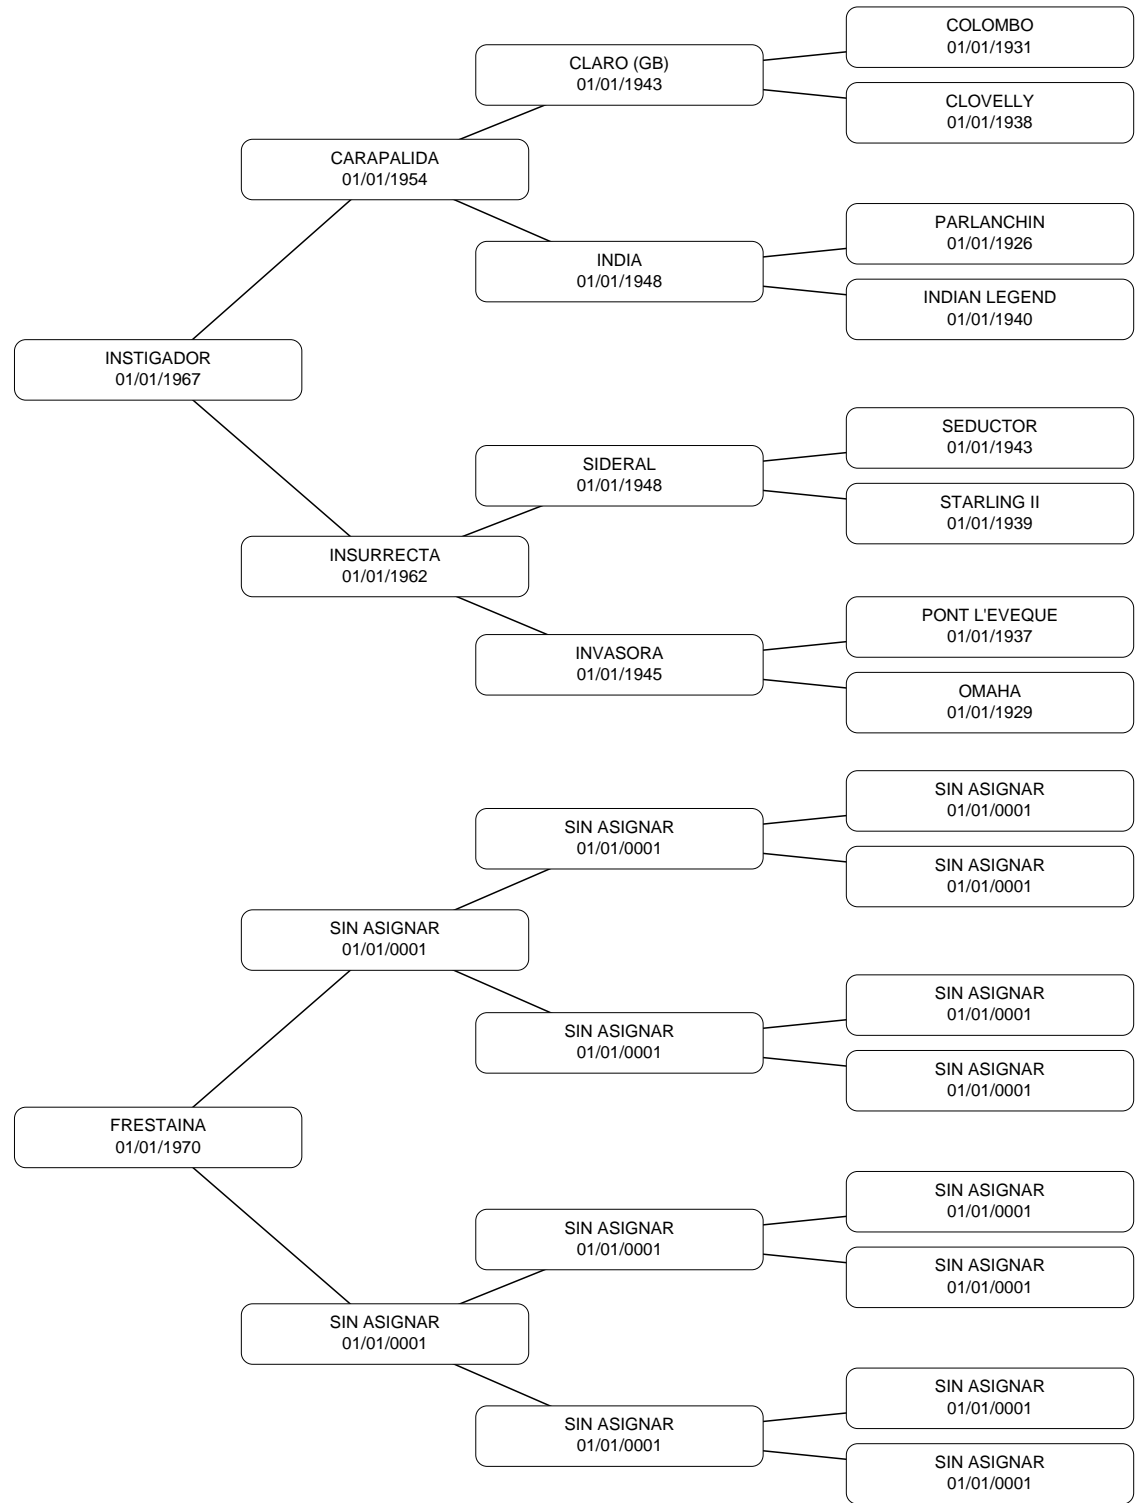 COLOMBO
01/01/1931
CLARO (GB)
01/01/1943
CLOVELLY
01/01/1938
CARAPALIDA
01/01/1954
PARLANCHIN
01/01/1926
INDIA
01/01/1948
INDIAN LEGEND
01/01/1940
INSTIGADOR
01/01/1967
SEDUCTOR
01/01/1943
SIDERAL
01/01/1948
STARLING II
01/01/1939
INSURRECTA
01/01/1962
PONT L'EVEQUE
01/01/1937
INVASORA
01/01/1945
OMAHA
01/01/1929
SIN ASIGNAR
01/01/0001
SIN ASIGNAR
01/01/0001
SIN ASIGNAR
01/01/0001
SIN ASIGNAR
01/01/0001
SIN ASIGNAR
01/01/0001
SIN ASIGNAR
01/01/0001
SIN ASIGNAR
01/01/0001
FRESTAINA
01/01/1970
SIN ASIGNAR
01/01/0001
SIN ASIGNAR
01/01/0001
SIN ASIGNAR
01/01/0001
SIN ASIGNAR
01/01/0001
SIN ASIGNAR
01/01/0001
SIN ASIGNAR
01/01/0001
SIN ASIGNAR
01/01/0001